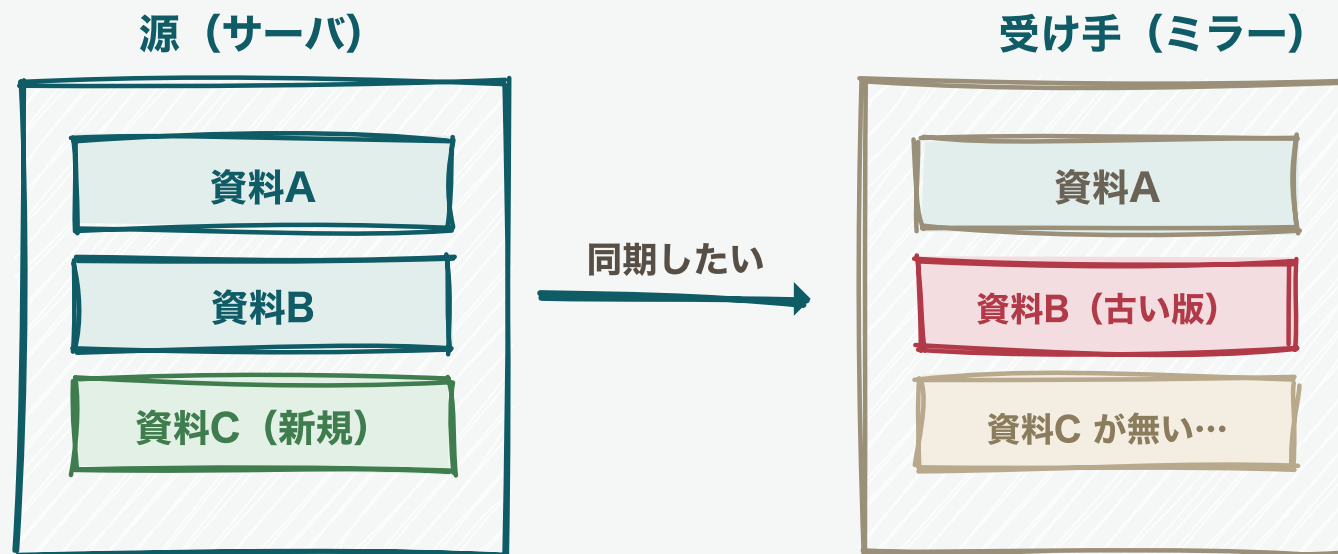 源（サーバ）
資料A
資料B
資料C（新規）
同期したい
受け手（ミラー）
資料A
資料B（古い版）
資料C が無い…